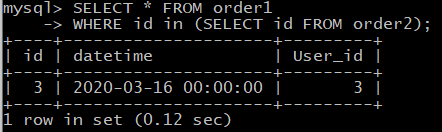 mysql> SELECT * FROM order1
    -> WHERE id in (SELECT id FROM order2);
+----+---------------------+---------+
| id | datetime            | User_id |
+----+---------------------+---------+
|  3 | 2020-03-16 00:00:00 |       3 |
+----+---------------------+---------+
1 row in set (0.12 sec)